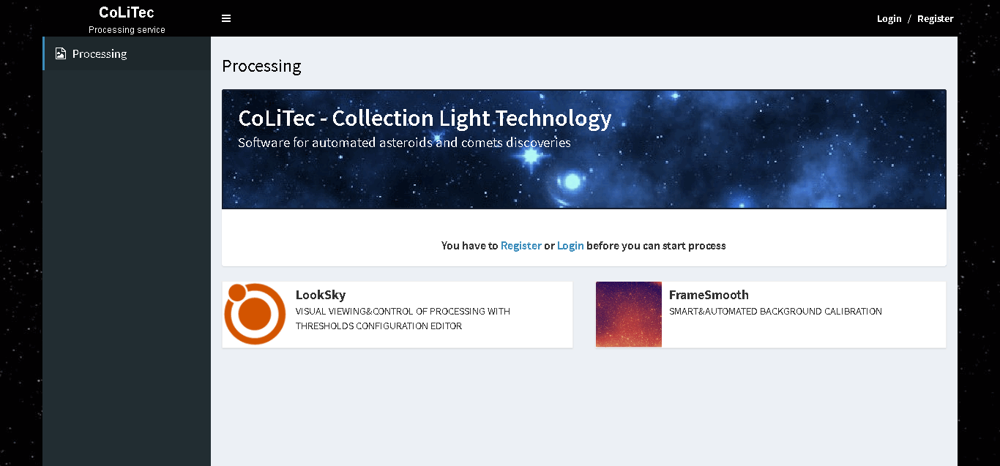 CoLiTec
Processing service
Login / Register
Processing
Processing
CoLiTec - Collection Light Technology
Software for automated asteroids and comets discoveries
You have to Register or Login before you can start process
LookSky
VISUAL VIEWING&CONTROL OF PROCESSING WITH
THRESHOLDS CONFIGURATION EDITOR
FrameSmooth
SMART&AUTOMATED BACKGROUND CALIBRATION